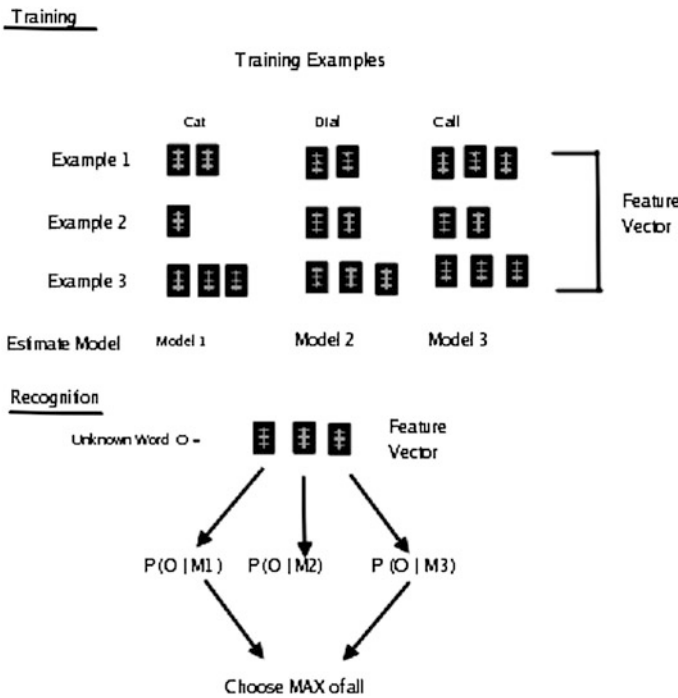 Training
Training Examples
Cat Dial Call
Example 1
Example 2
Feature
Vector
Example 3
Estimate Model Model 1 Model 2 Model 3
Recognition
Unknown Word O =
Feature
Vector
P(O | M1) P(O | M2) P (O | M3)
Choose MAX of all